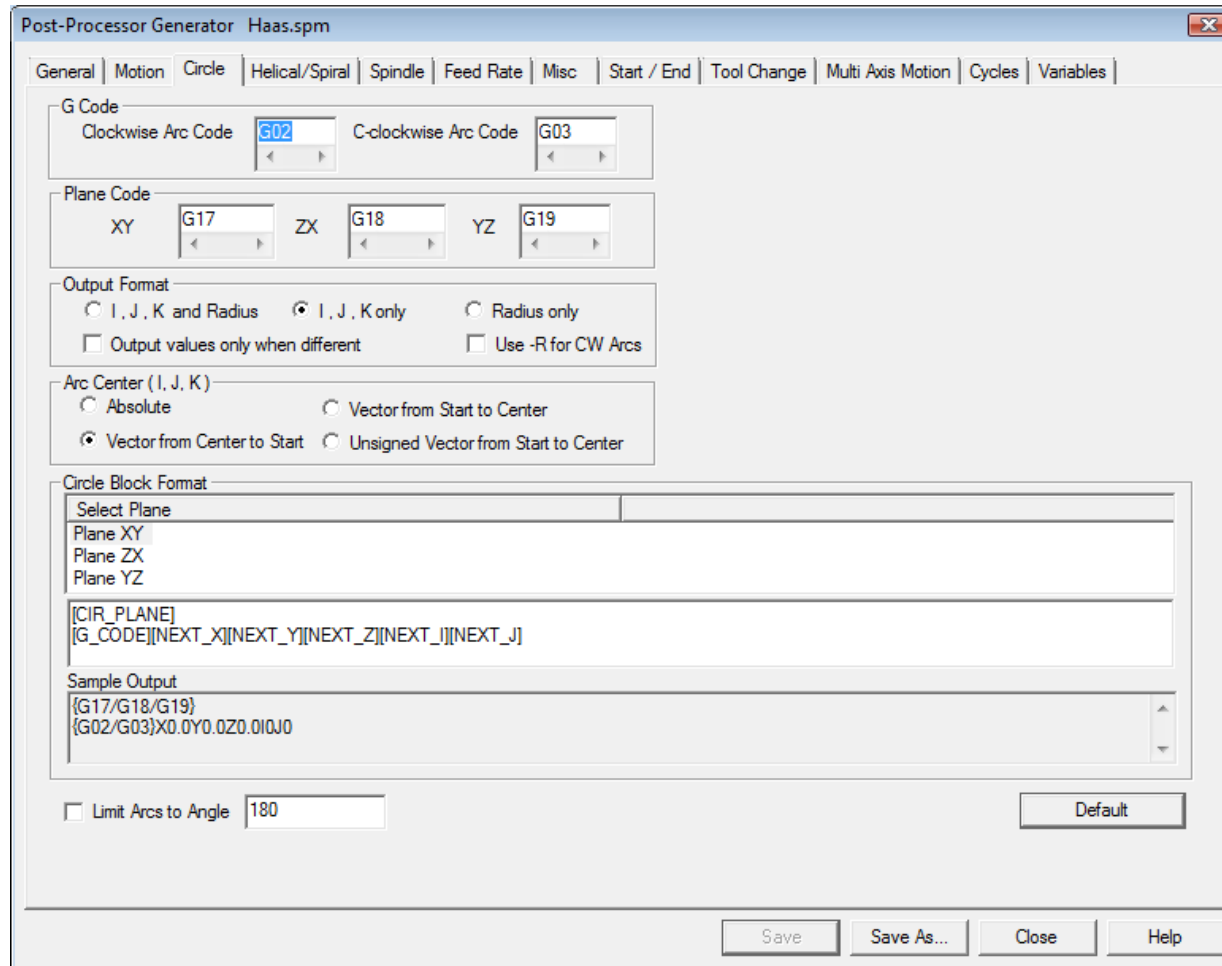 Post-Processor Generator Haas.spm
General Motion Circle Helical/Spiral Spindle Feed Rate Misc Start / End Tool Change Multi Axis Motion Cycles Variables
G Code
Clockwise Arc Code G02 C-clockwise Arc Code G03
Plane Code
XY G17 ZX G18 YZ G19
Output Format
I , J , K and Radius I , J , K only Radius only
Output values only when different Use -R for CW Arcs
Arc Center ( I, J, K )
Absolute Vector from Start to Center
Vector from Center to Start Unsigned Vector from Start to Center
Circle Block Format
Select Plane
Plane XY
Plane ZX
Plane YZ
[CIR_PLANE]
[G_CODE][NEXT_X][NEXT_Y][NEXT_Z][NEXT_I][NEXT_J]
Sample Output
{G17/G18/G19}
{G02/G03}X0.0Y0.0Z0.0I0J0
Limit Arcs to Angle 180 Default
Save Save As... Close Help